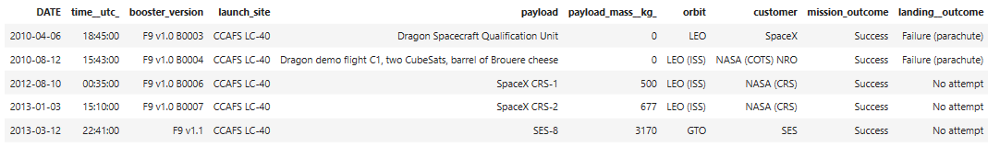 DATE time__utc_ booster_version launch_site payload payload_mass__kg_ orbit customer mission_outcome landing__outcome
2010-04-06 18:45:00 F9 v1.0 B0003 CCAFS LC-40 Dragon Spacecraft Qualification Unit 0 LEO SpaceX Success Failure (parachute)
2010-08-12 15:43:00 F9 v1.0 B0004 CCAFS LC-40 Dragon demo flight C1, two CubeSats, barrel of Brouere cheese 0 LEO (ISS) NASA (COTS) NRO Success Failure (parachute)
2012-08-10 00:35:00 F9 v1.0 B0006 CCAFS LC-40 SpaceX CRS-1 500 LEO (ISS) NASA (CRS) Success No attempt
2013-01-03 15:10:00 F9 v1.0 B0007 CCAFS LC-40 SpaceX CRS-2 677 LEO (ISS) NASA (CRS) Success No attempt
2013-03-12 22:41:00 F9 v1.1 CCAFS LC-40 SES-8 3170 GTO SES Success No attempt